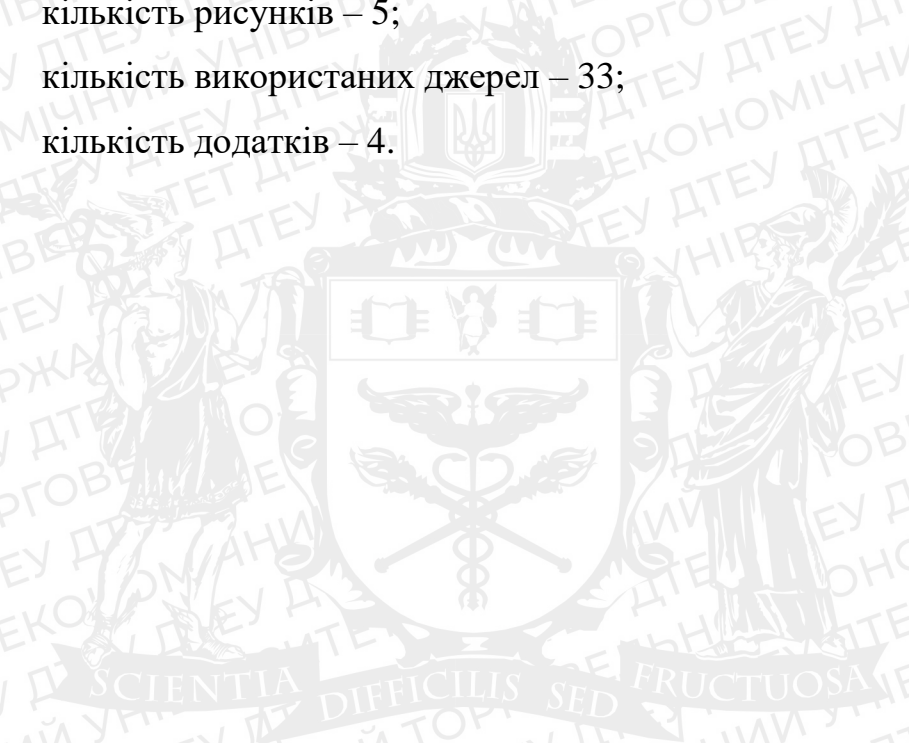 кількість рисунків – 5;
кількість використаних джерел – 33;
кількість додатків – 4.
SCIENTIA DIFFICILIS SED FRUCTUOSA